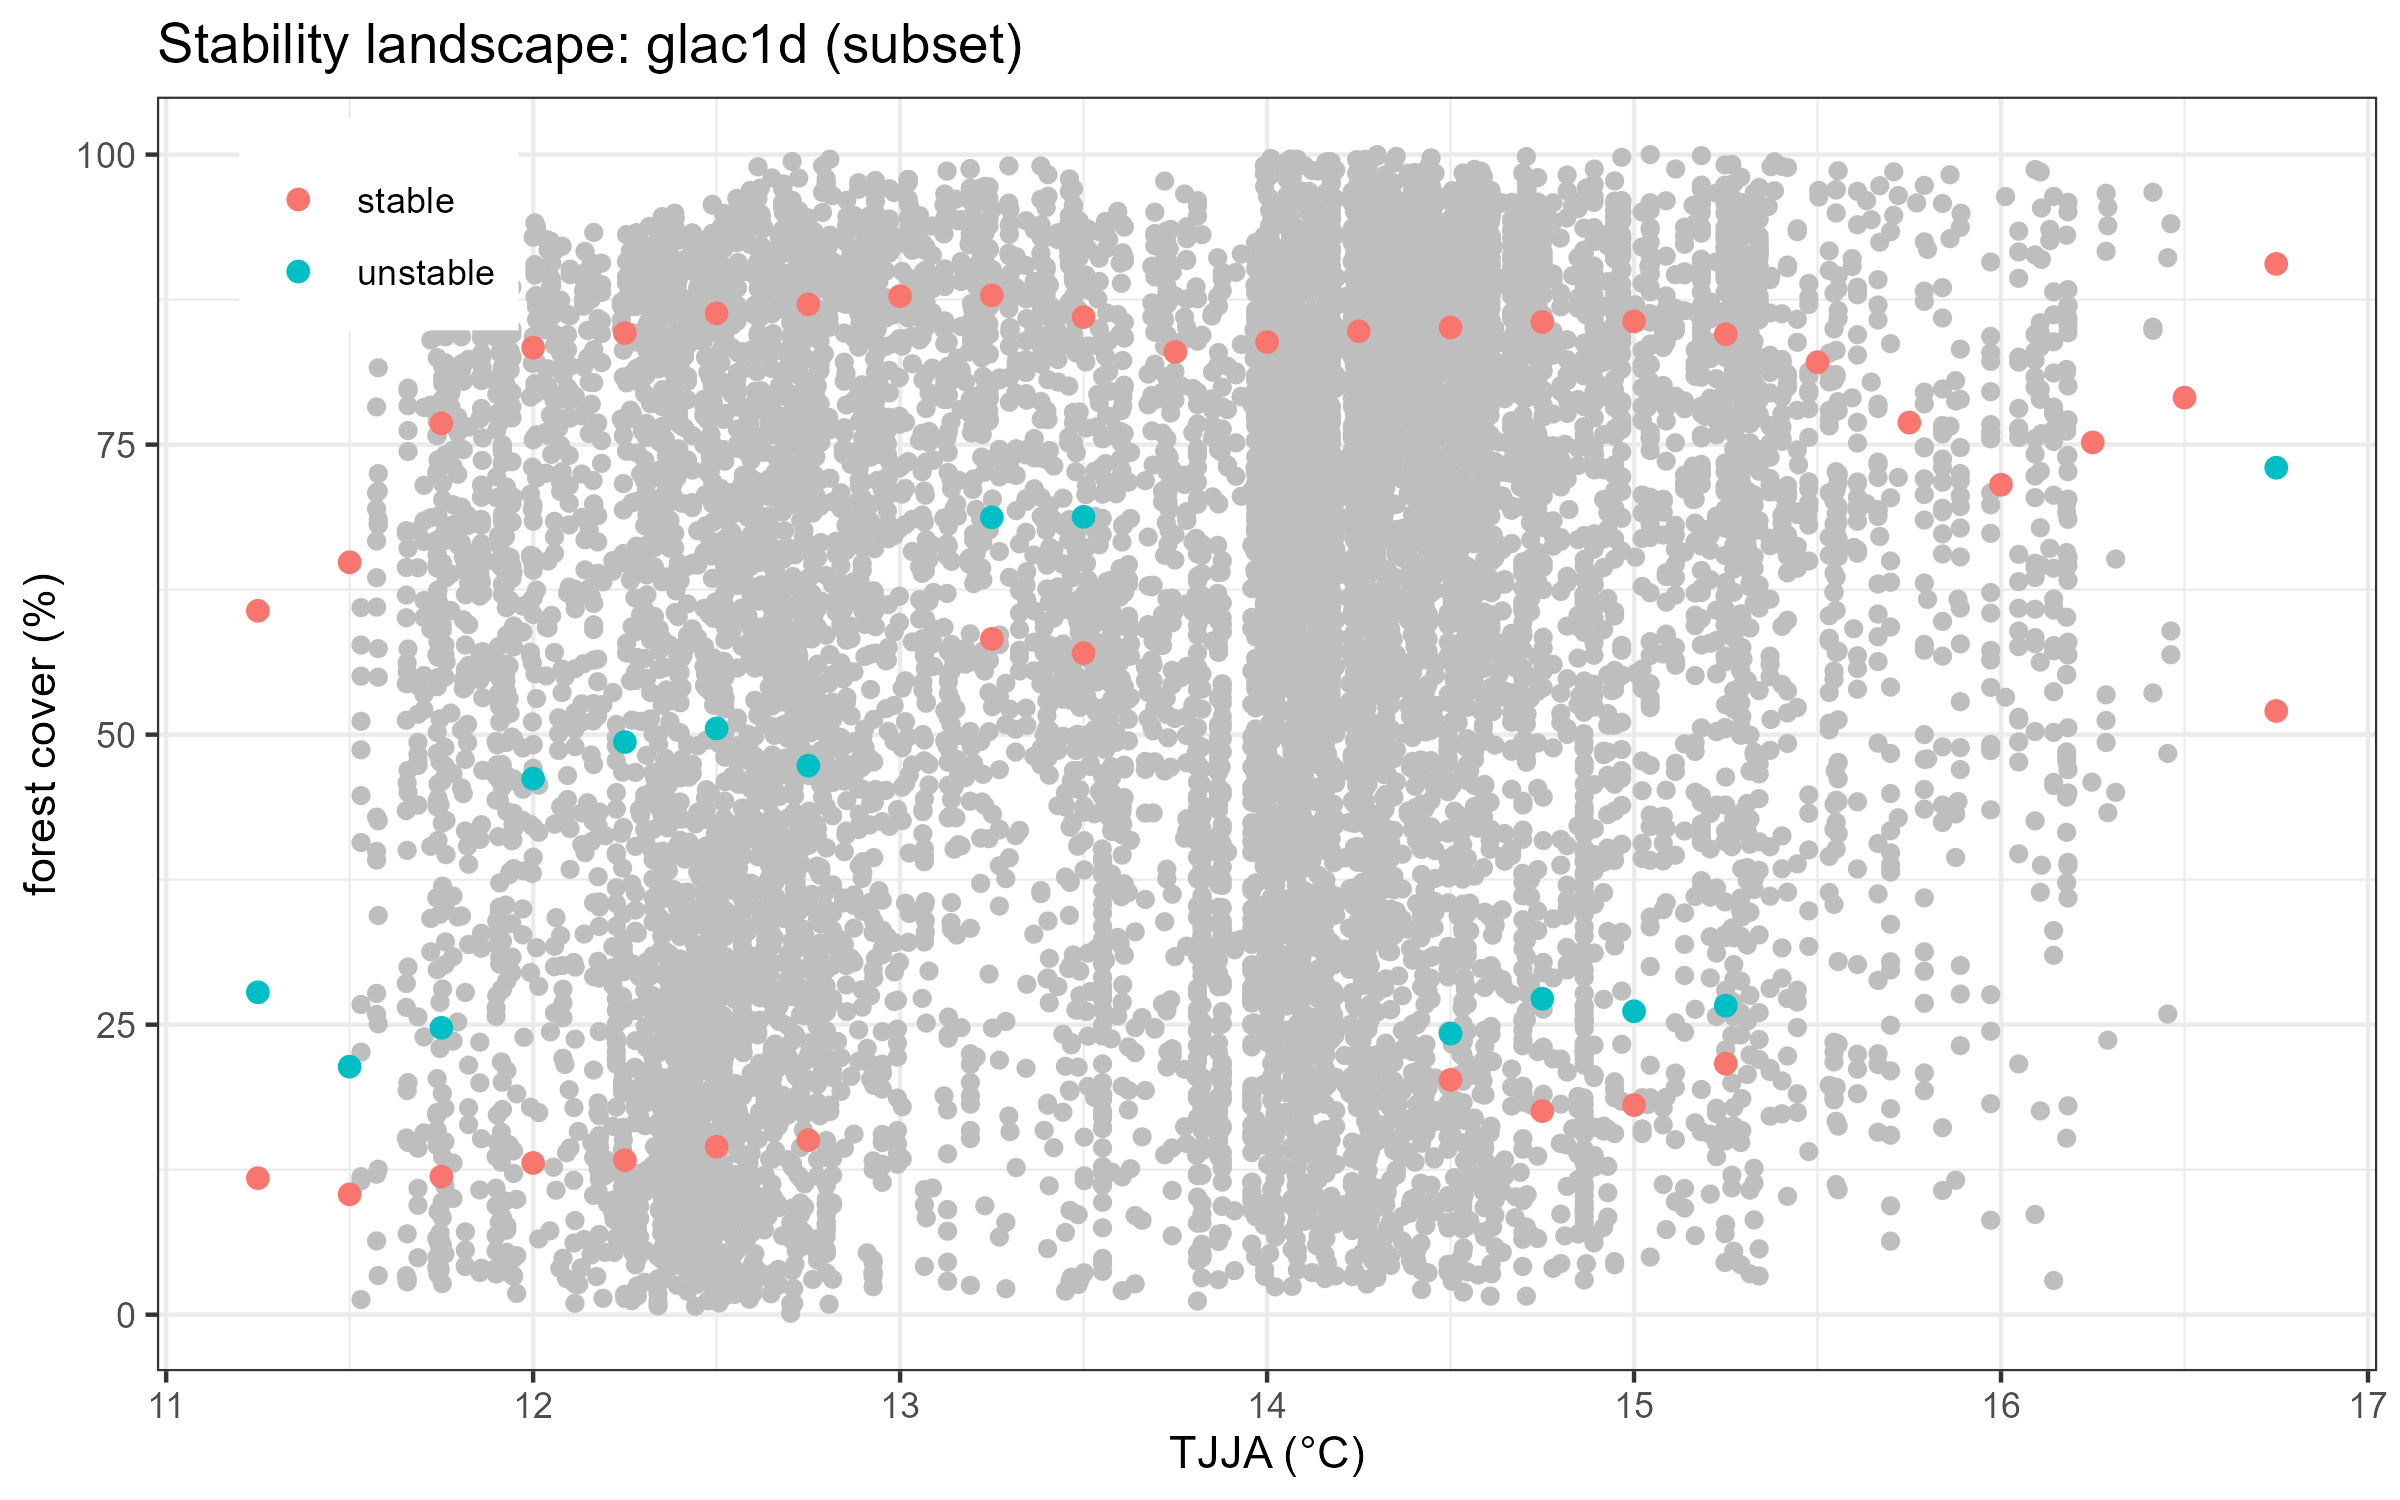 Stability landscape: glac1d (subset)
stable
unstable
100
75
50
25
0
forest cover (%)
11 12 13 14 15 16 17
TJJA (°C)